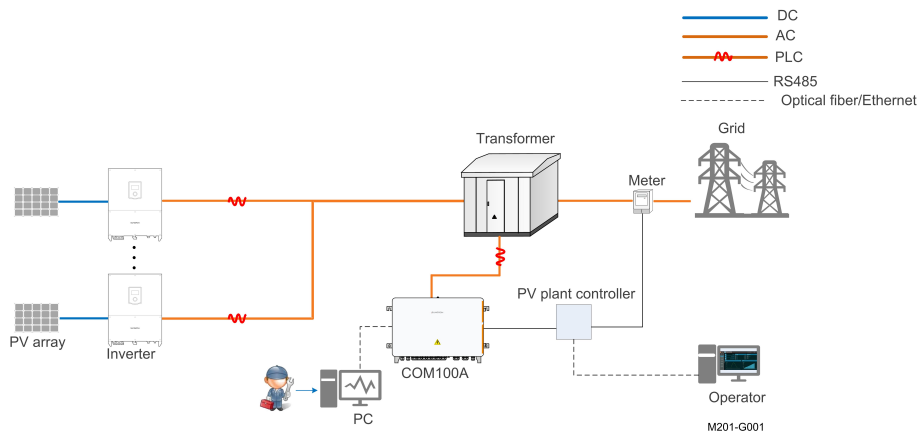 DC
AC
PLC
RS485
Optical fiber/Ethernet
Transformer
Grid
Meter
PV plant controller
PV array
Inverter
COM100A
PC
Operator
M201-G001